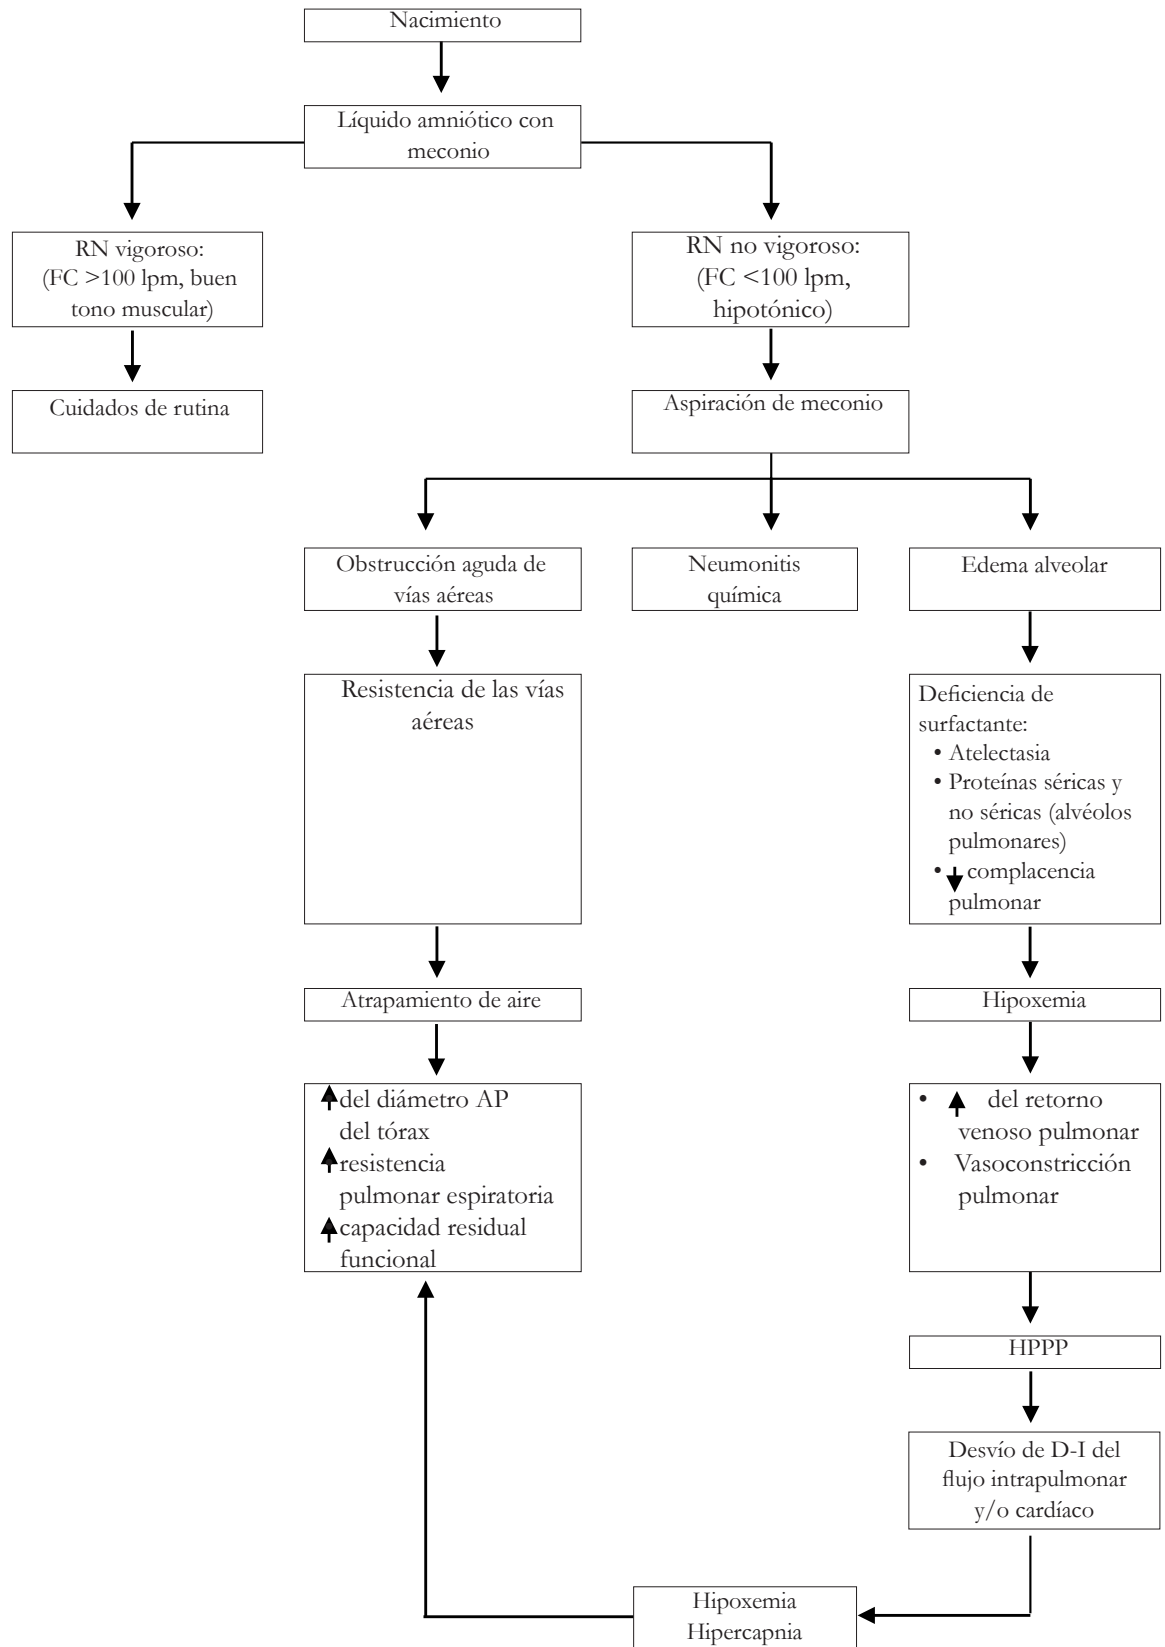 Nacimiento
Líquido amniótico con
meconio
RN vigoroso:
(FC >100 lpm, buen
tono muscular)
RN no vigoroso:
(FC <100 lpm,
hipotónico)
Cuidados de rutina
Aspiración de meconio
Obstrucción aguda de
vías aéreas
Neumonitis
química
Edema alveolar
Resistencia de las vías
aéreas
Deficiencia de
surfactante:
• Atelectasia
• Proteínas séricas y
no séricas (alvéolos
pulmonares)
• ↓ complacencia
pulmonar
Atrapamiento de aire
Hipoxemia
↑ del diámetro AP
del tórax
↑ resistencia
pulmonar espiratoria
↑ capacidad residual
funcional
• ↑ del retorno
venoso pulmonar
• Vasoconstricción
pulmonar
HPPP
Desvío de D-I del
flujo intrapulmonar
y/o cardíaco
Hipoxemia
Hipercapnia